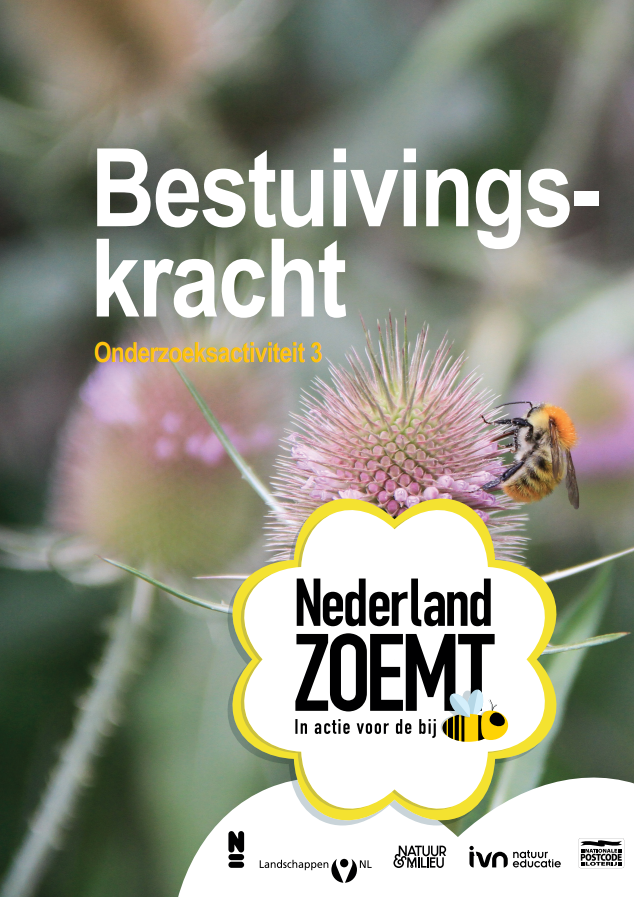 Bestuivings-
kracht
Onderzoeksactiviteit 3
Nederland
ZOEMT
In actie voor de bij
Landschappen NL
NATUUR
&MILIEU
ivn natuur
educatie
NATIONALE
POSTCODE
LOTERIJ